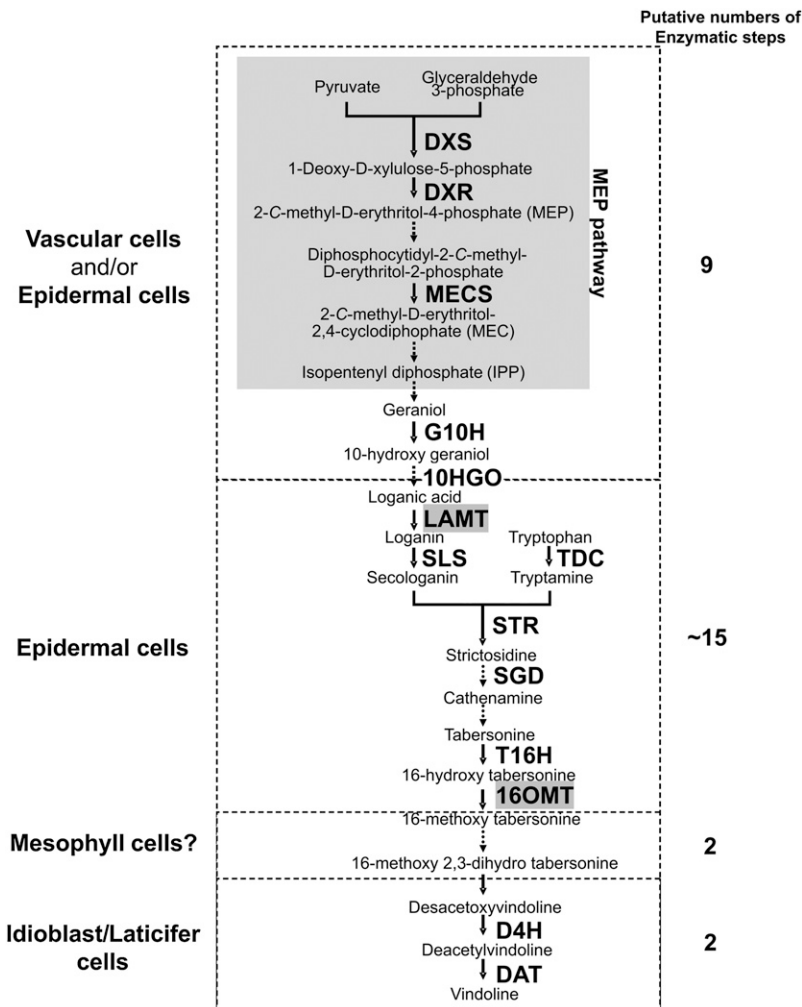 Putative numbers of
Enzymatic steps
Pyruvate
Glyceraldehyde
3-phosphate
DXS
1-Deoxy-D-xylulose-5-phosphate
DXR
2-C-methyl-D-erythritol-4-phosphate (MEP)
Diphosphocytidyl-2-C-methyl-
D-erythritol-2-phosphate
MECS
2-C-methyl-D-erythritol-
2,4-cyclodiphophate (MEC)
Isopentenyl diphosphate (IPP)
MEP pathway
Vascular cells
and/or
Epidermal cells
9
Geraniol
G10H
10-hydroxy geraniol
10HGO
Loganic acid
LAMT
Loganin
Tryptophan
SLS
TDC
Secologanin
Tryptamine
STR
Epidermal cells
~15
Strictosidine
SGD
Cathenamine
Tabersonine
T16H
16-hydroxy tabersonine
16OMT
16-methoxy tabersonine
Mesophyll cells?
2
16-methoxy 2,3-dihydro tabersonine
Desacetoxyvindoline
D4H
Idioblast/Laticifer
cells
2
Deacetylvindoline
DAT
Vindoline